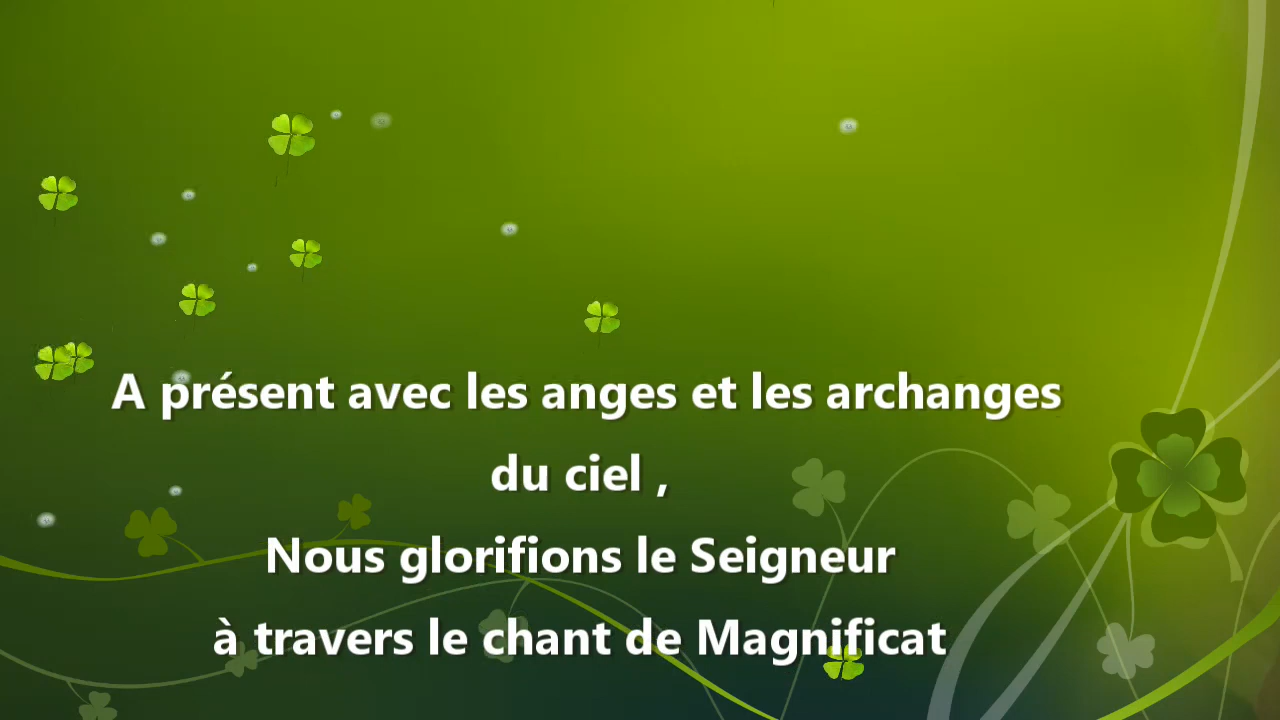 A présent avec les anges et les archanges
du ciel ,
Nous glorifions le Seigneur
à travers le chant de Magnificat